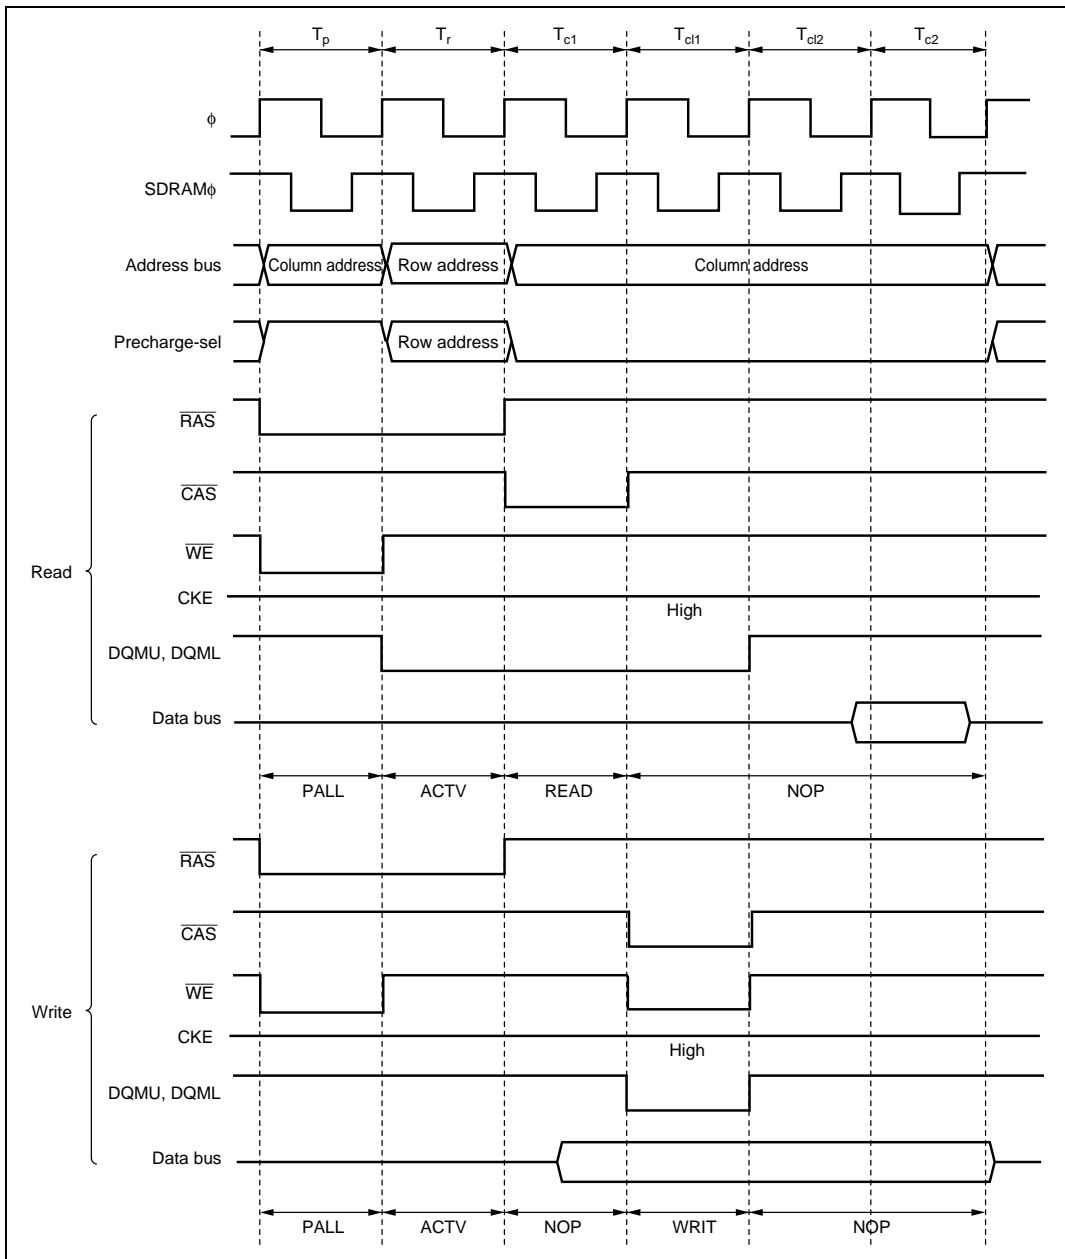 Tp Tr Tc1 Tcl1 Tcl2 Tc2
ϕ
SDRAMϕ
Address bus Column address Row address Column address
Precharge-sel Row address
Read
RAS
CAS
WE
CKE High
DQMU, DQML
Data bus
PALL ACTV READ NOP
Write
RAS
CAS
WE
CKE High
DQMU, DQML
Data bus
PALL ACTV NOP WRIT NOP